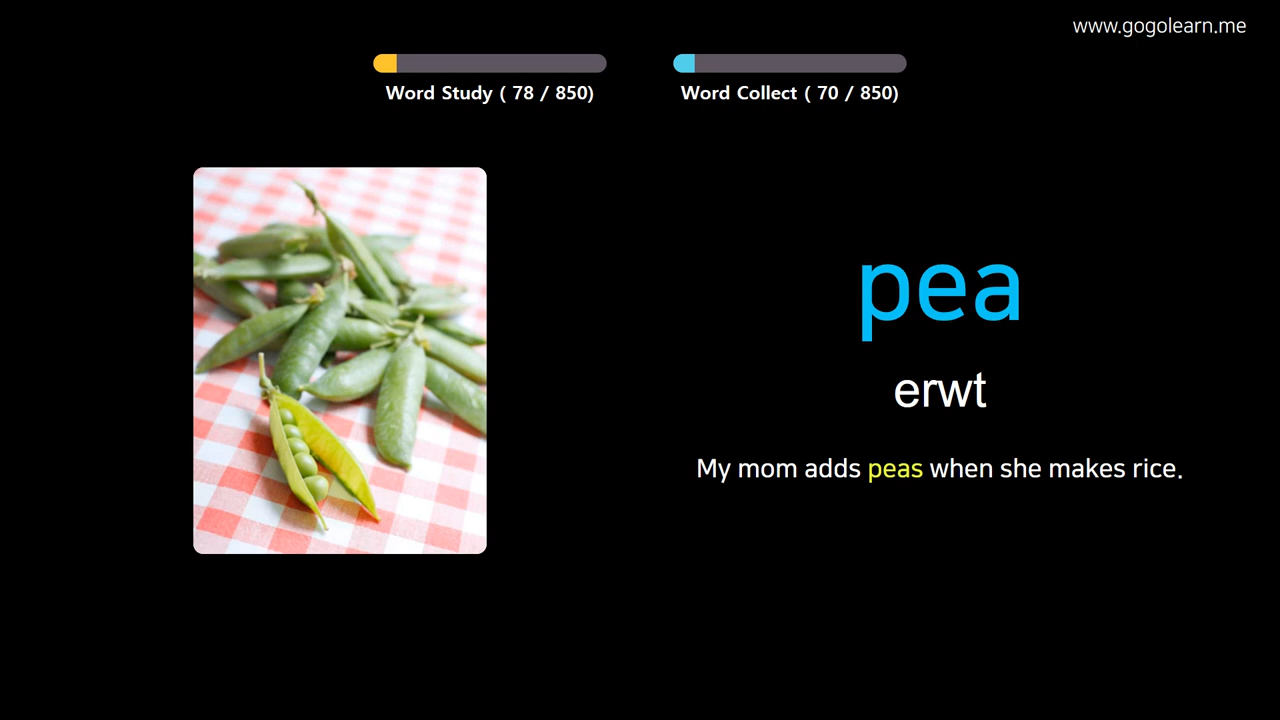 www.gogolearn.me
Word Study ( 78 / 850)
Word Collect ( 70 / 850)
pea
erwt
My mom adds peas when she makes rice.